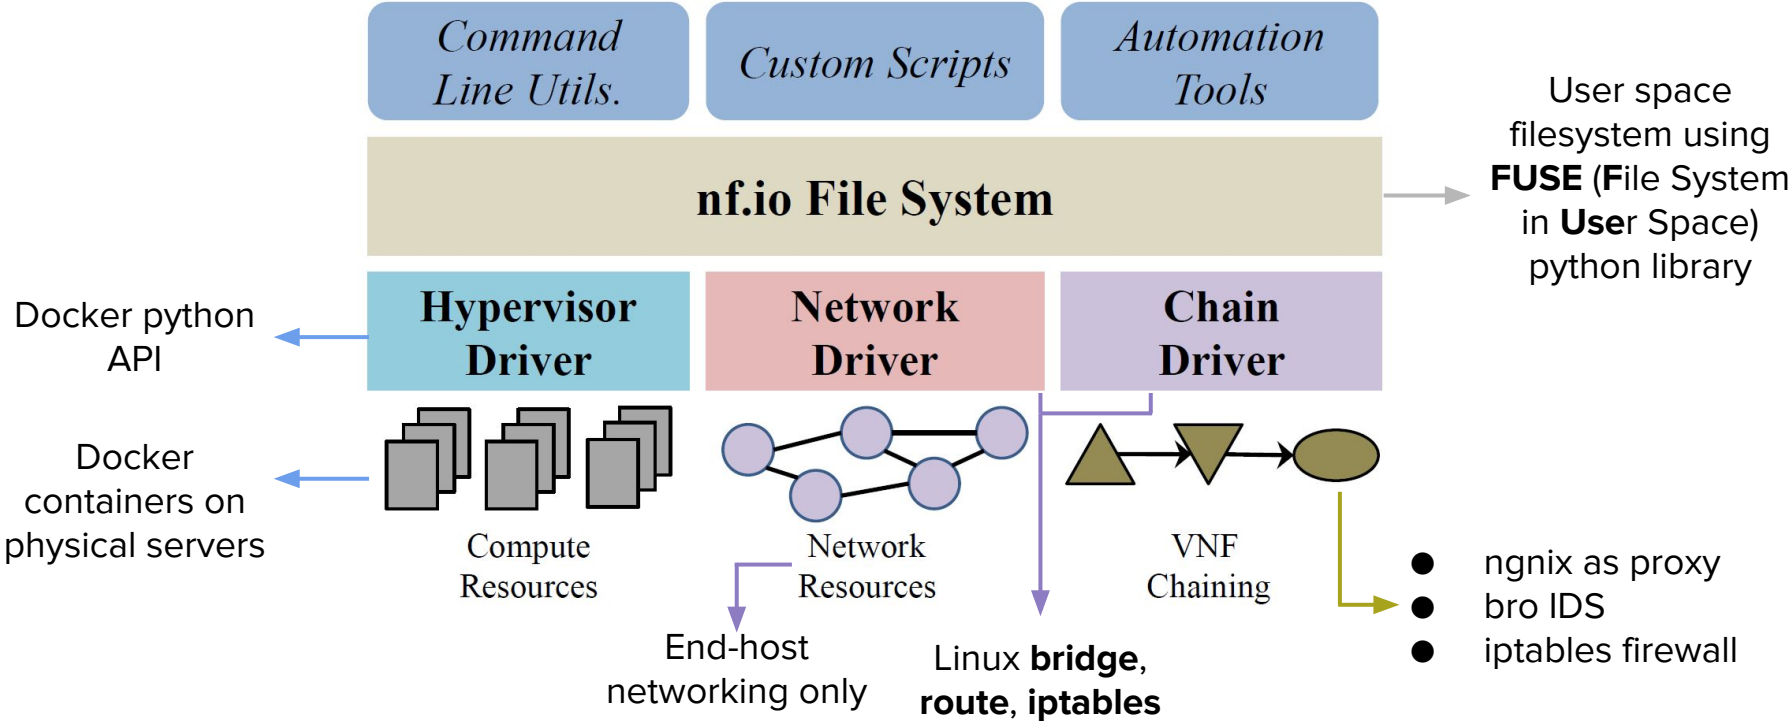 Command
Line Utils.
Custom Scripts
Automation
Tools
nf.io File System
User space
filesystem using
FUSE (File System
in User Space)
python library
Hypervisor
Driver
Network
Driver
Chain
Driver
Docker python
API
Docker
containers on
physical servers
Compute
Resources
Network
Resources
VNF
Chaining
End-host
networking only
Linux bridge,
route, iptables
● ngnix as proxy
● bro IDS
● iptables firewall